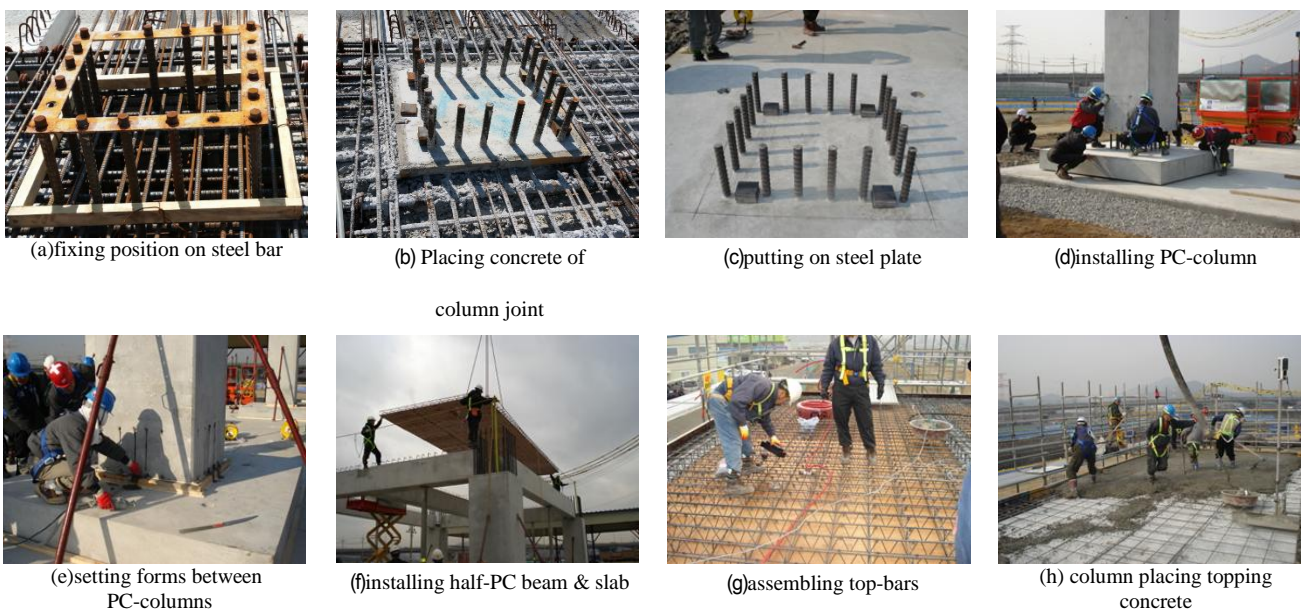 (a)fixing position on steel bar
(b) Placing concrete of
column joint
(c)putting on steel plate
(d)installing PC-column
(e)setting forms between
PC-columns
(f)installing half-PC beam & slab
(g)assembling top-bars
(h) column placing topping
concrete